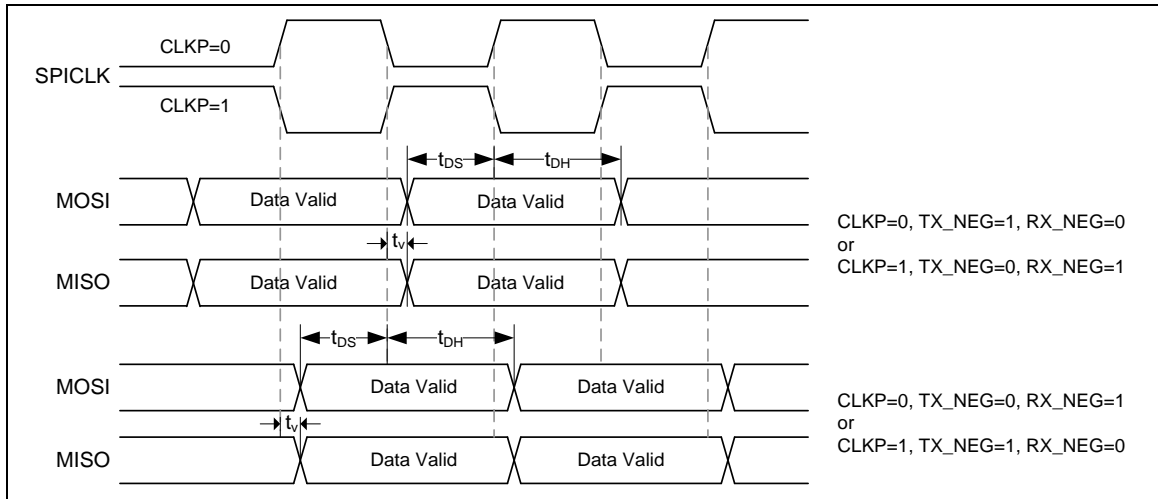 CLKP=0
SPICLK
CLKP=1
tDS
tDH
MOSI
Data Valid
Data Valid
tv
MISO
Data Valid
Data Valid
CLKP=0, TX_NEG=1, RX_NEG=0
or
CLKP=1, TX_NEG=0, RX_NEG=1
tDS
tDH
MOSI
Data Valid
Data Valid
tv
MISO
Data Valid
Data Valid
CLKP=0, TX_NEG=0, RX_NEG=1
or
CLKP=1, TX_NEG=1, RX_NEG=0